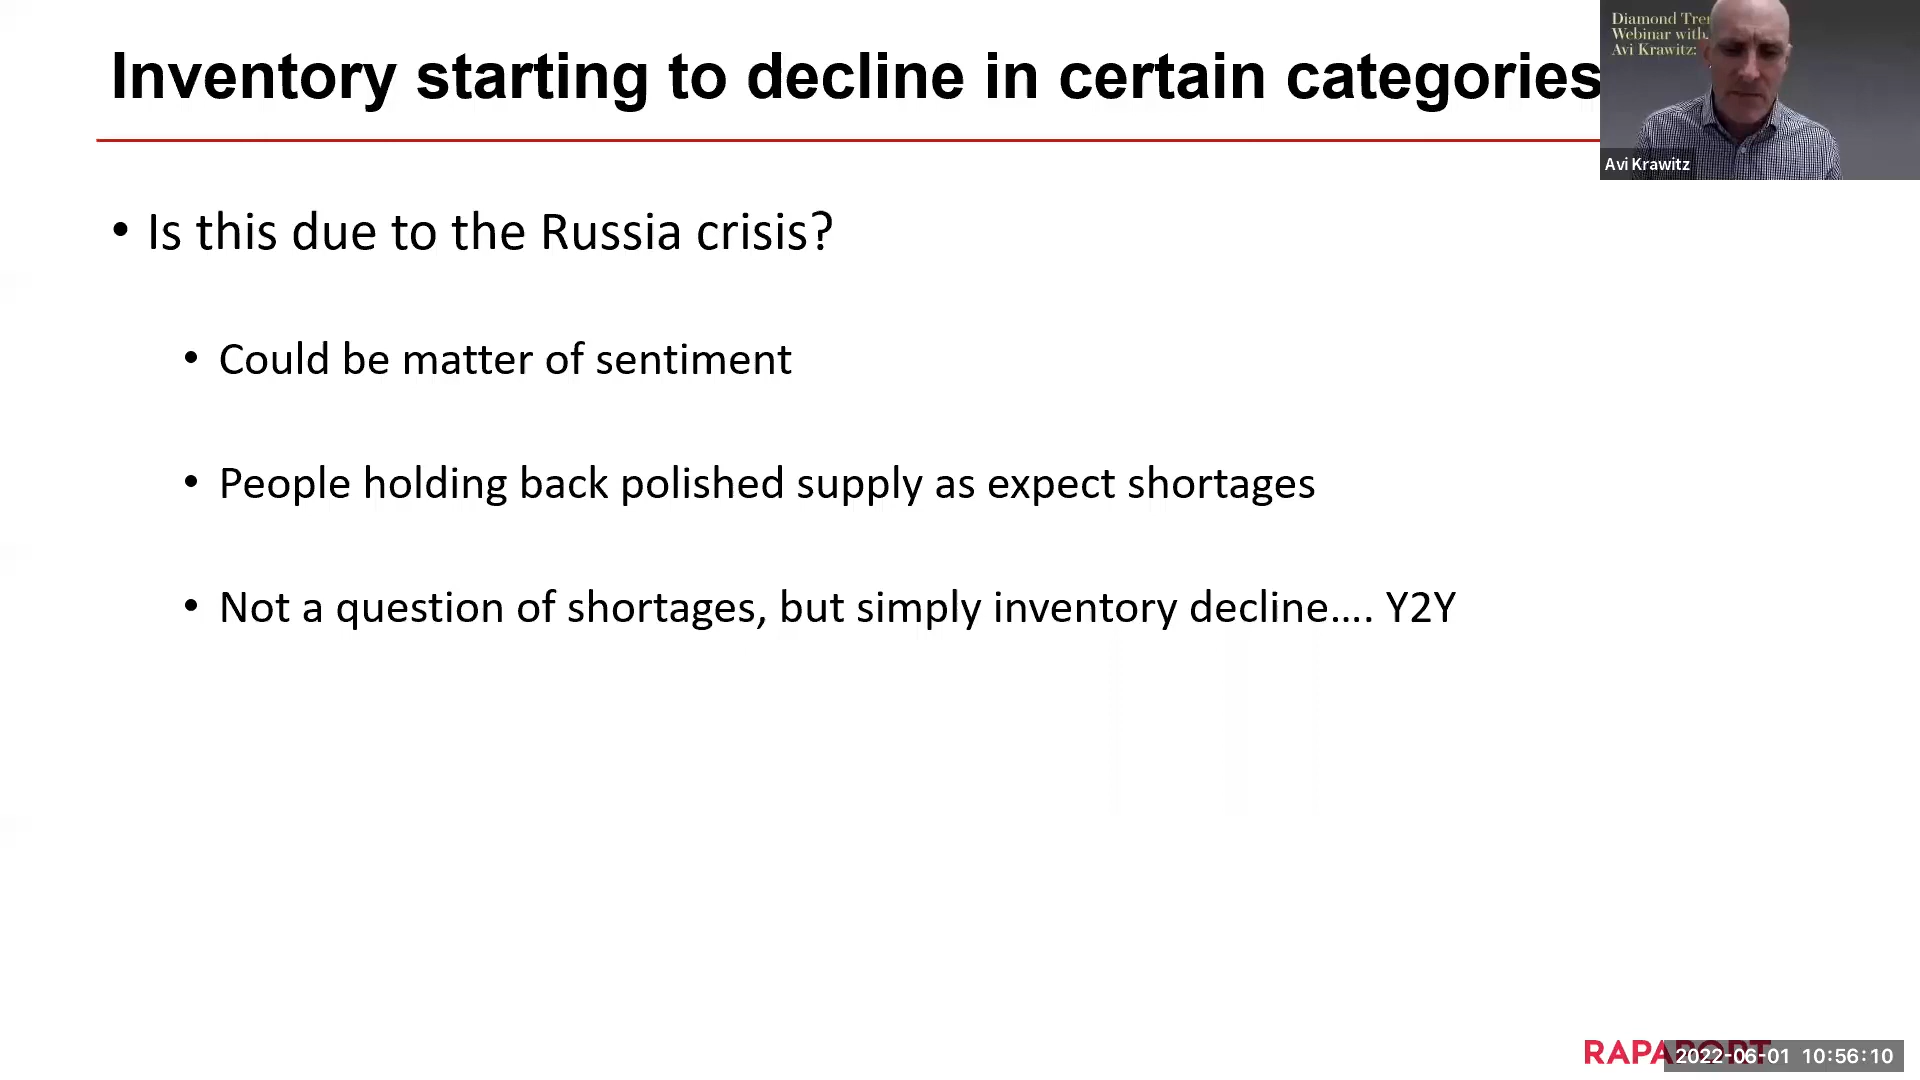 Inventory starting to decline in certain categories
Diamond
Webinar with
Avi Krawitz:
Avi Krawitz
• Is this due to the Russia crisis?
• Could be matter of sentiment
• People holding back polished supply as expect shortages
• Not a question of shortages, but simply inventory decline.... Y2Y
RAPAPORT
2022-06-01 10:56:10